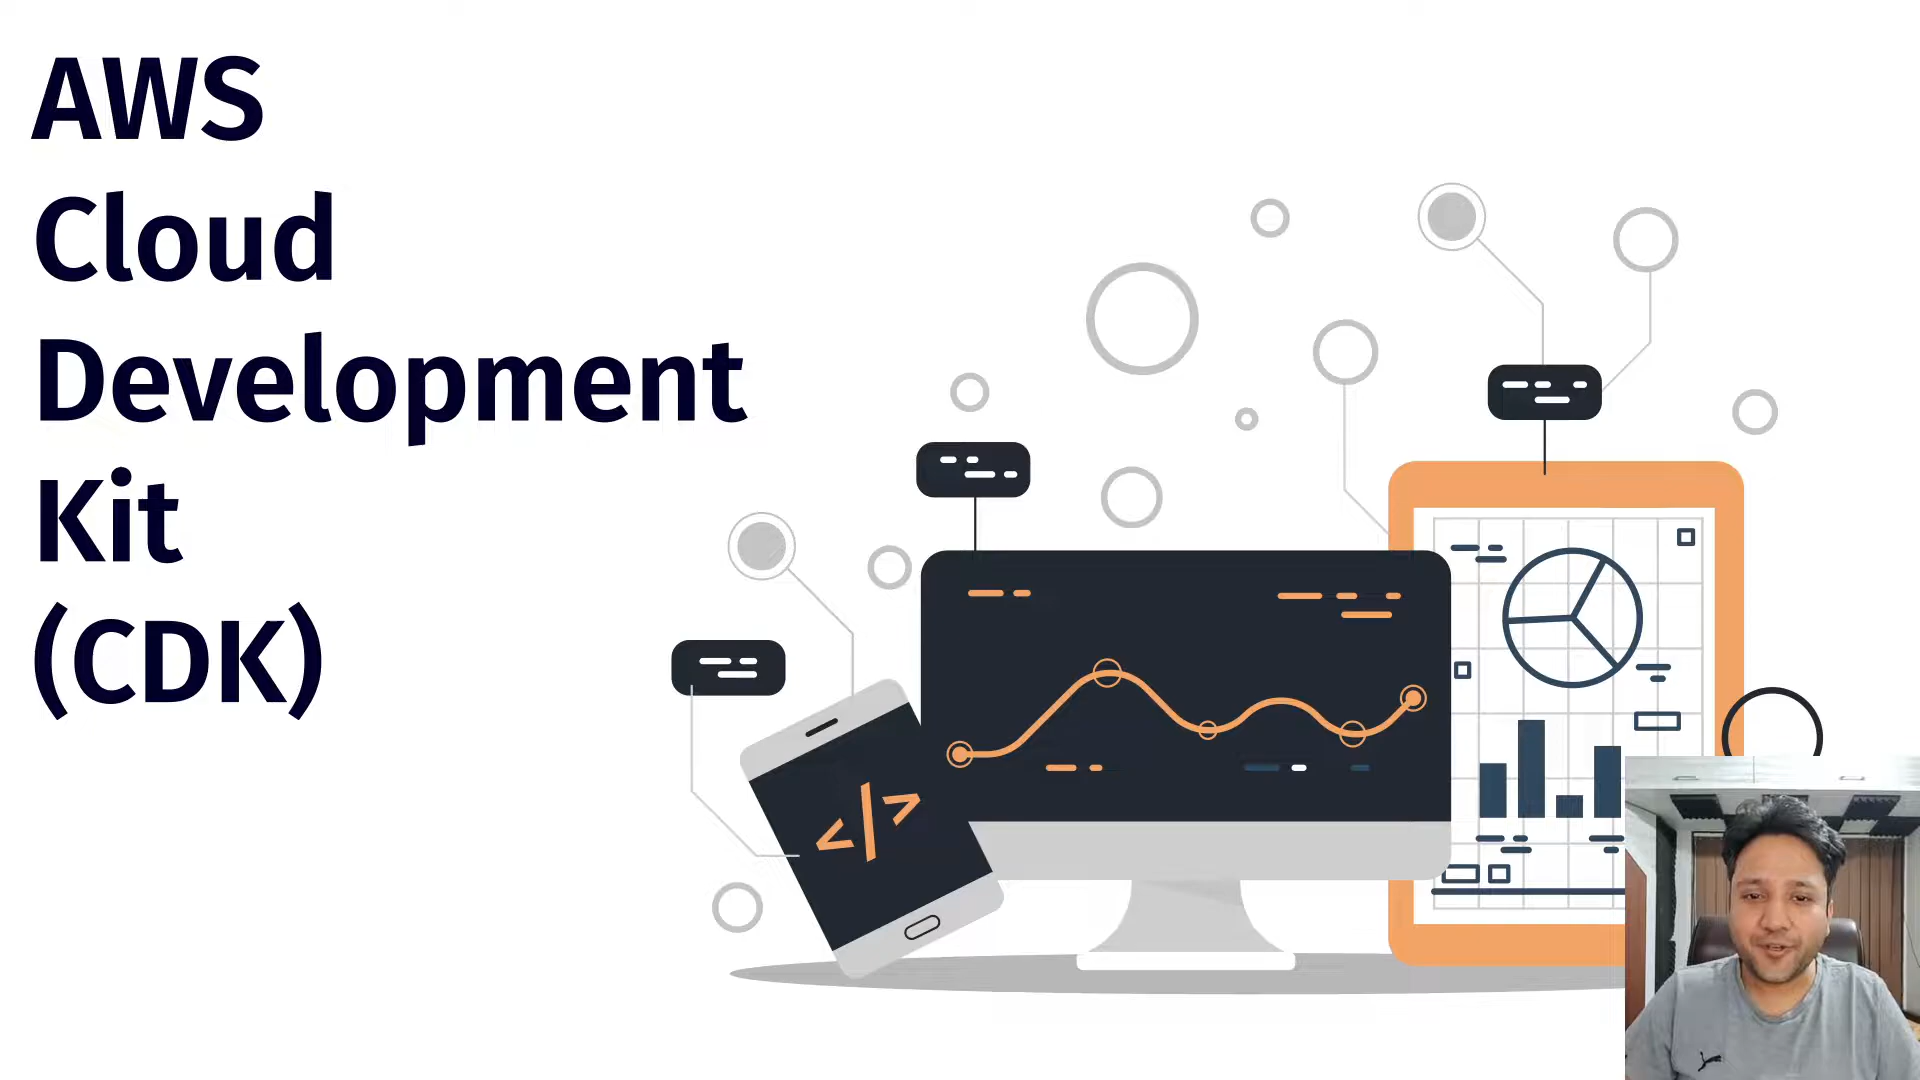 AWS
Cloud
Development
Kit
(CDK)
</>